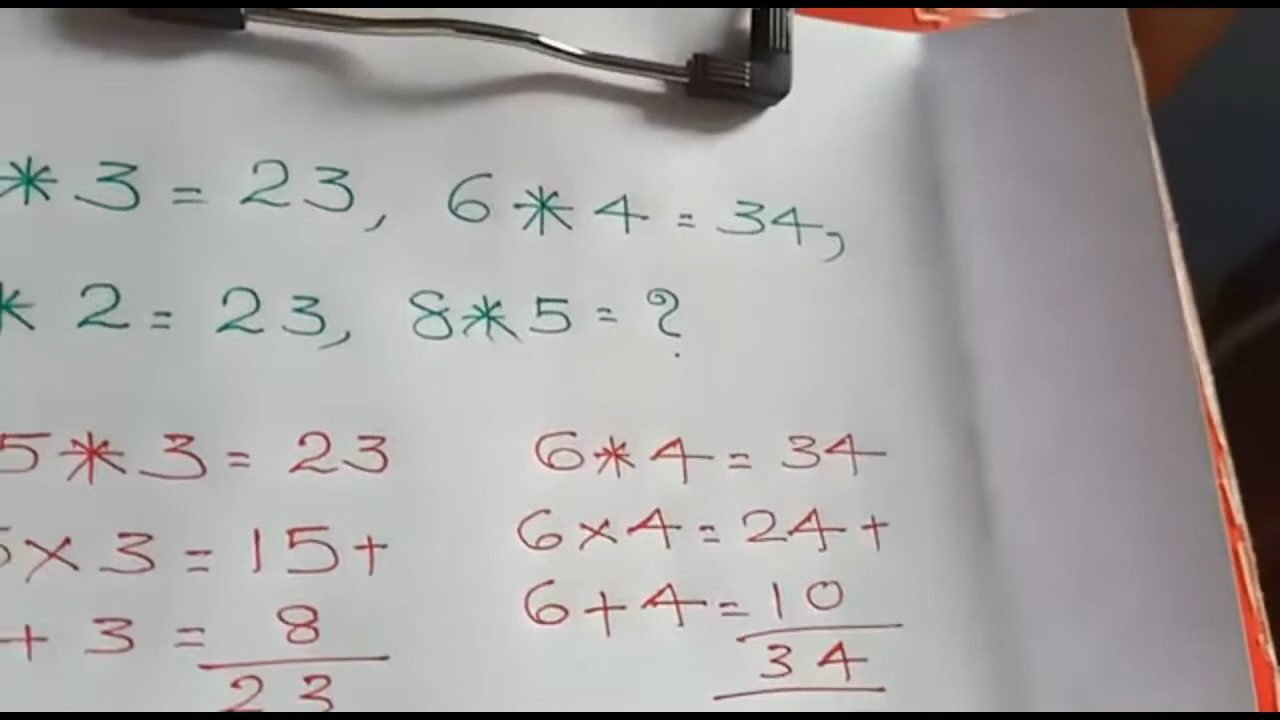 * 3 = 23, 6 * 4 = 34,
* 2 = 23, 8 * 5 = ?
5 * 3 = 23 6 * 4 = 34
5 × 3 = 15 + 6 × 4 = 24 +
+ 3 = 8 6 + 4 = 10
23 34